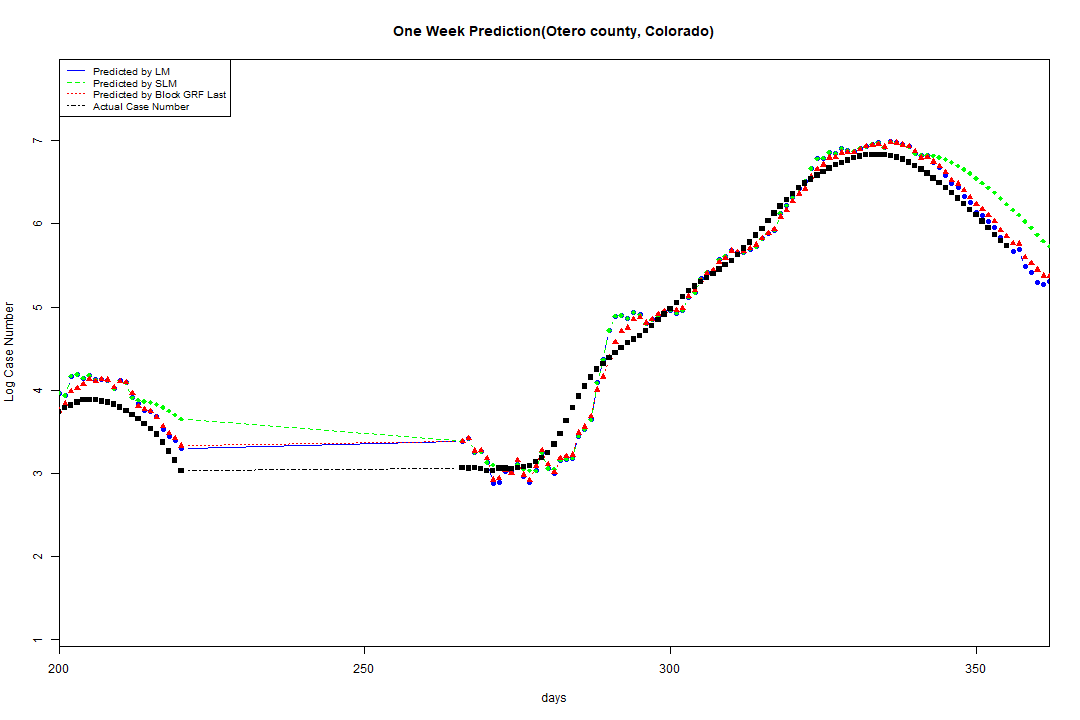 One Week Prediction(Otero county, Colorado)
Predicted by LM
Predicted by SLM
Predicted by Block GRF Last
Actual Case Number
7
6
5
4
3
2
1
Log Case Number
200
250
300
350
days